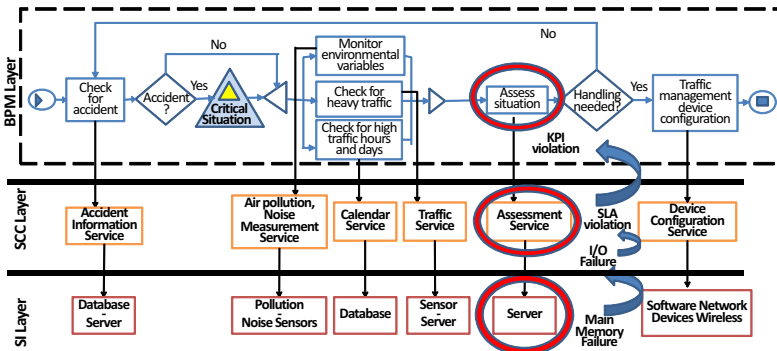 BPM Layer
No
No
Check
for
accident
Accident
?
Yes
Critical
Situation
Monitor
environmental
variables
Check for
heavy traffic
Check for high
traffic hours
and days
Assess
situation
Handling
needed?
Yes
Traffic
management
device
configuration
KPI
violation
SCC Layer
Accident
Information
Service
Air pollution,
Noise
Measurement
Service
Calendar
Service
Traffic
Service
Assessment
Service
SLA
violation
Device
Configuration
Service
I/O
Failure
SI Layer
Database
-
Server
Pollution
-
Noise Sensors
Database
Sensor
-Server
Server
Main
Memory
Failure
Software Network
Devices Wireless